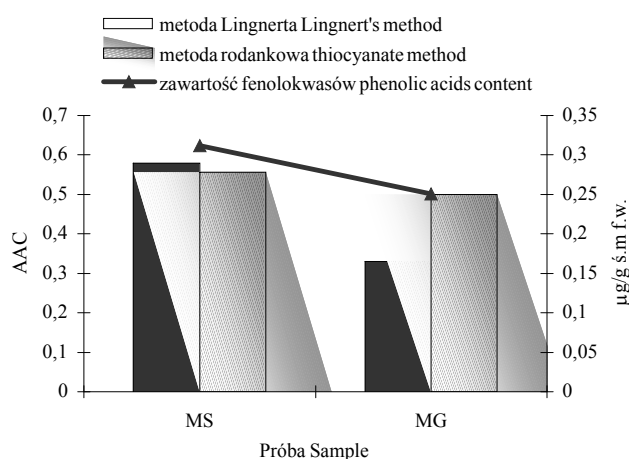 metoda Lingnerta Lingnert's method
metoda rodankowa thiocyanate method
zawartość fenolokwasów phenolic acids content
0,7
0,6
0,5
0,4
0,3
0,2
0,1
0
AAC
0,35
0,3
0,25
0,2
0,15
0,1
0,05
0
µg/g ś.m f.w.
MS
MG
Próba Sample